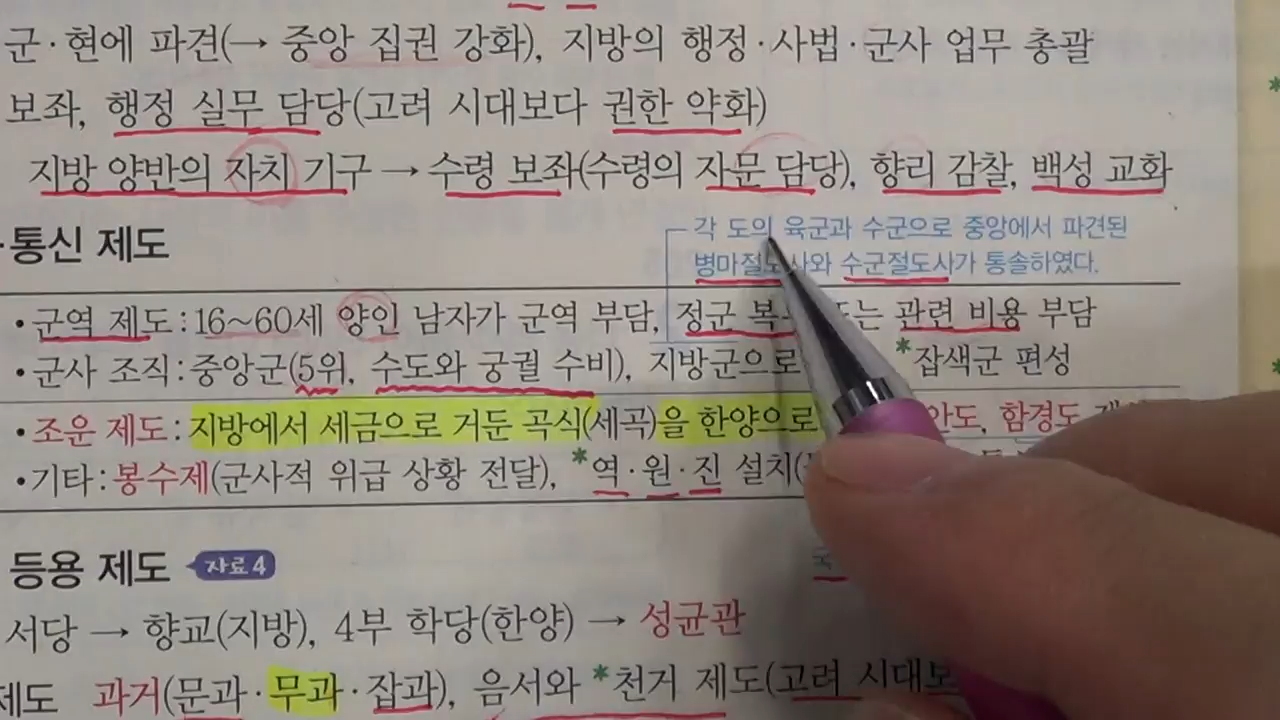 군·현에 파견(→ 중앙 집권 강화), 지방의 행정·사법·군사 업무 총괄
보좌, 행정 실무 담당(고려 시대보다 권한 약화)
지방 양반의 자치 기구 → 수령 보좌(수령의 자문 담당), 향리 감찰, 백성 교화
·통신 제도
각 도의 육군과 수군으로 중앙에서 파견된
병마절도사와 수군절도사가 통솔하였다.
•군역 제도: 16~60세 양인 남자가 군역 부담, 정군 복무 또는 관련 비용 부담
•군사 조직: 중앙군(5위, 수도와 궁궐 수비), 지방군으로 *잡색군 편성
•조운 제도: 지방에서 세금으로 거둔 곡식(세곡)을 한양으로 함경도
•기타: 봉수제(군사적 위급 상황 전달), *역·원·진 설치(
등용 제도 자료4
서당 → 향교(지방), 4부 학당(한양) → 성균관
제도 과거(문과·무과·잡과), 음서와 *천거 제도(고려 시대보